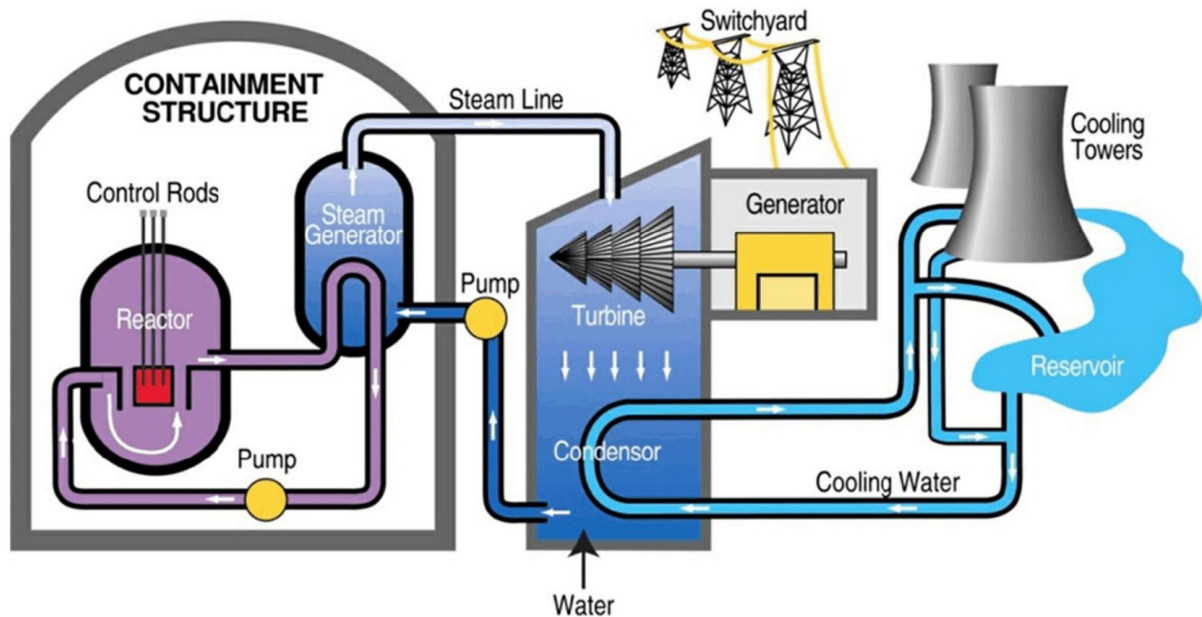 Switchyard
CONTAINMENT
STRUCTURE
Steam Line
Cooling
Towers
Control Rods
Steam
Generator
Generator
Pump
Reactor
Turbine
Reservoir
Condensor
Pump
Cooling Water
Water